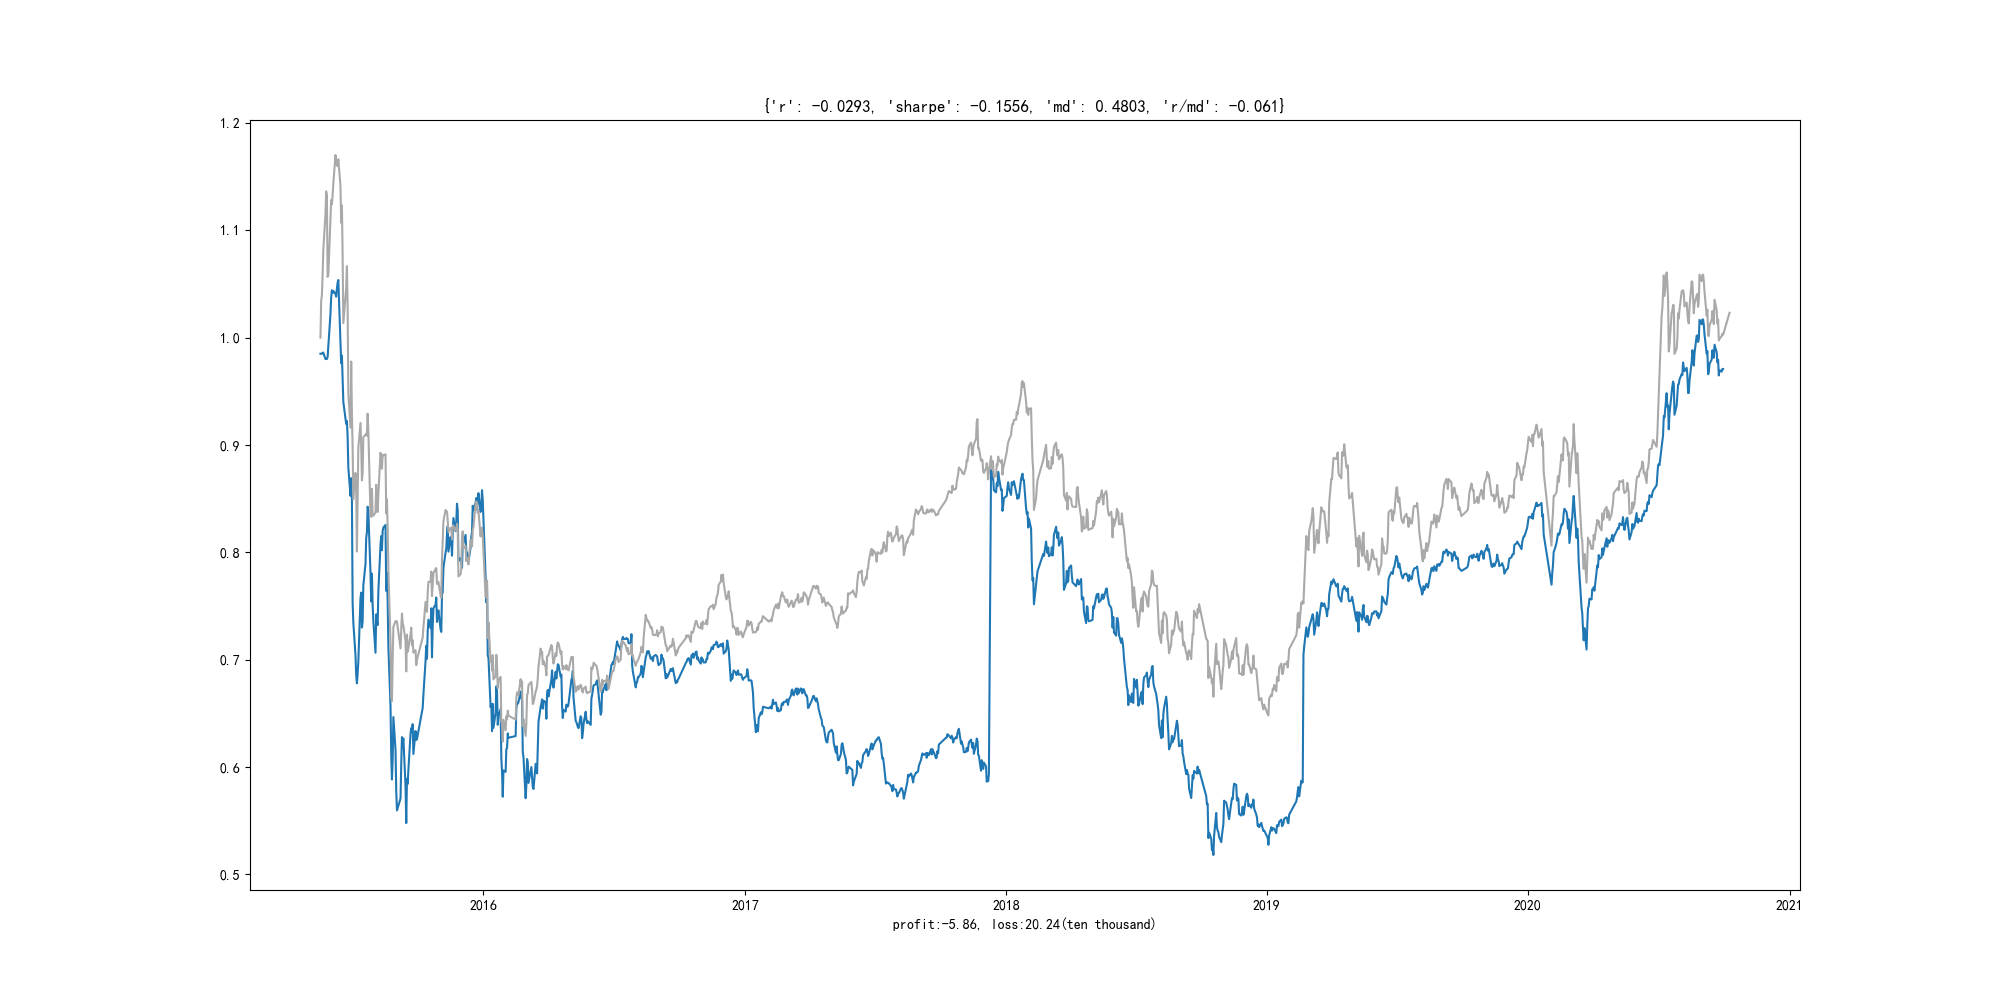 {'r': -0.0293, 'sharpe': -0.1556, 'md': 0.4803, 'r/md': -0.061}
1.2
1.1
1.0
0.9
0.8
0.7
0.6
0.5
2016 2017 2018 2019 2020 2021
profit:-5.86, loss:20.24(ten thousand)